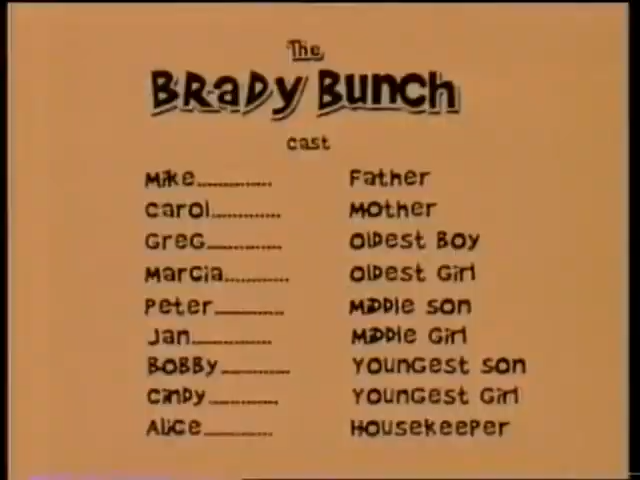 The
Brady Bunch
cast
Mike.............. Father
Carol............. Mother
Greg.............. Oldest Boy
Marcia............ Oldest Girl
Peter............. Middle Son
Jan............... Middle Girl
Bobby............. Youngest Son
Cindy............. Youngest Girl
Alice............. Housekeeper